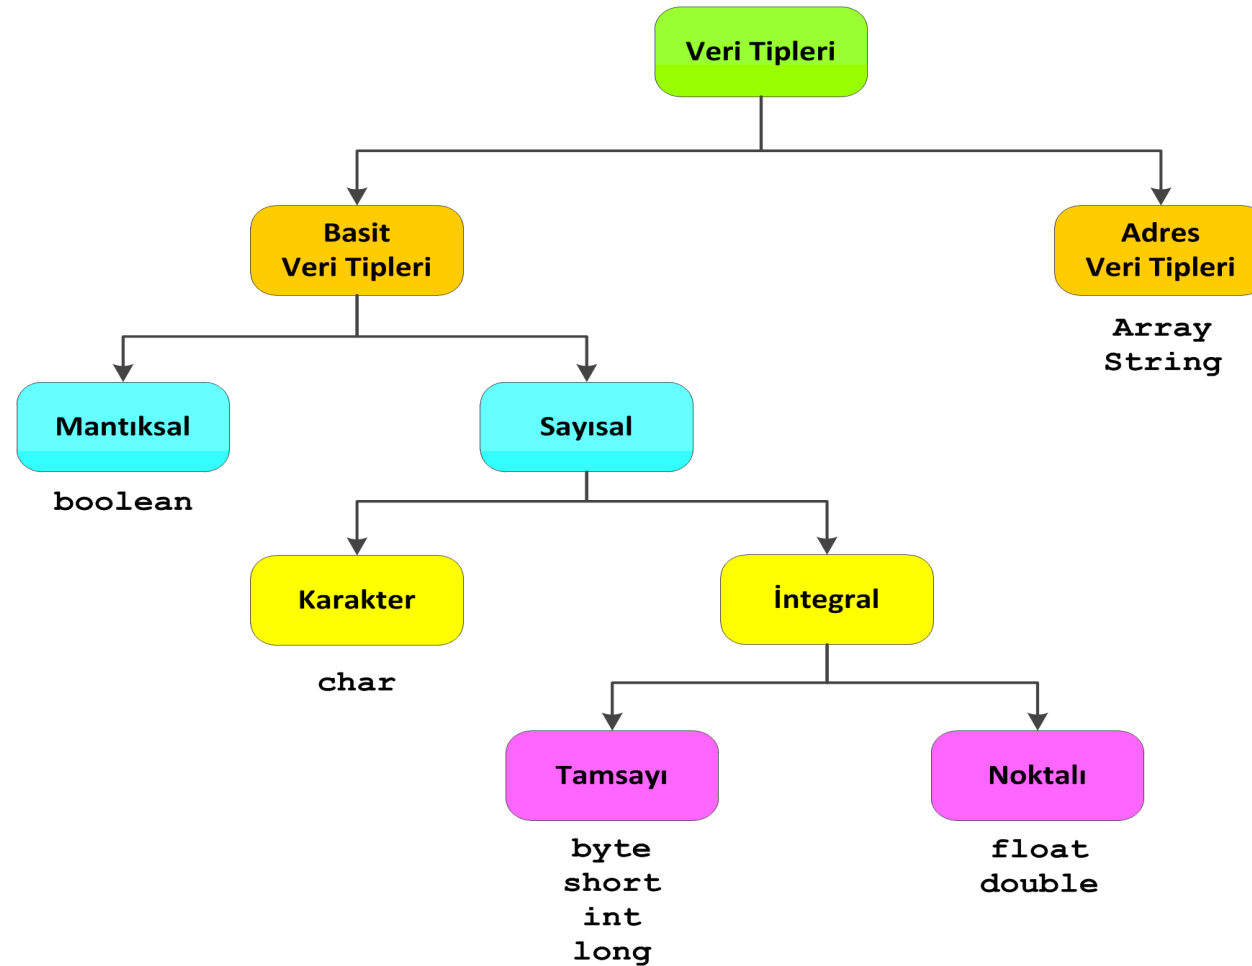 Veri Tipleri
Basit
Veri Tipleri
Adres
Veri Tipleri
Array
String
Mantıksal
Sayısal
boolean
Karakter
İntegral
char
Tamsayı
Noktalı
byte
short
int
long
float
double